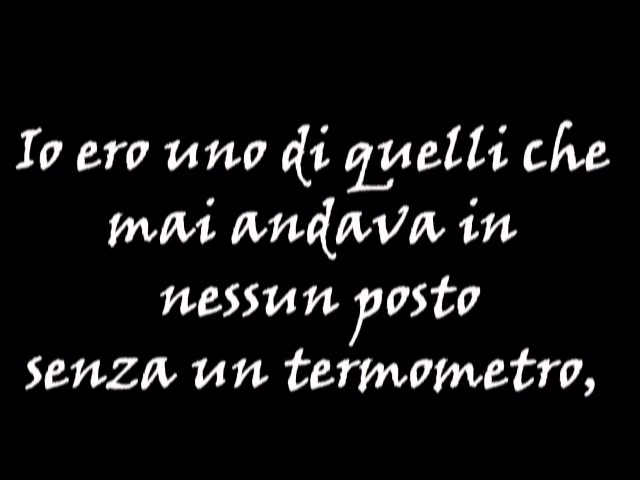 Io ero uno di quelli che
mai andava in
nessun posto
senza un termometro,